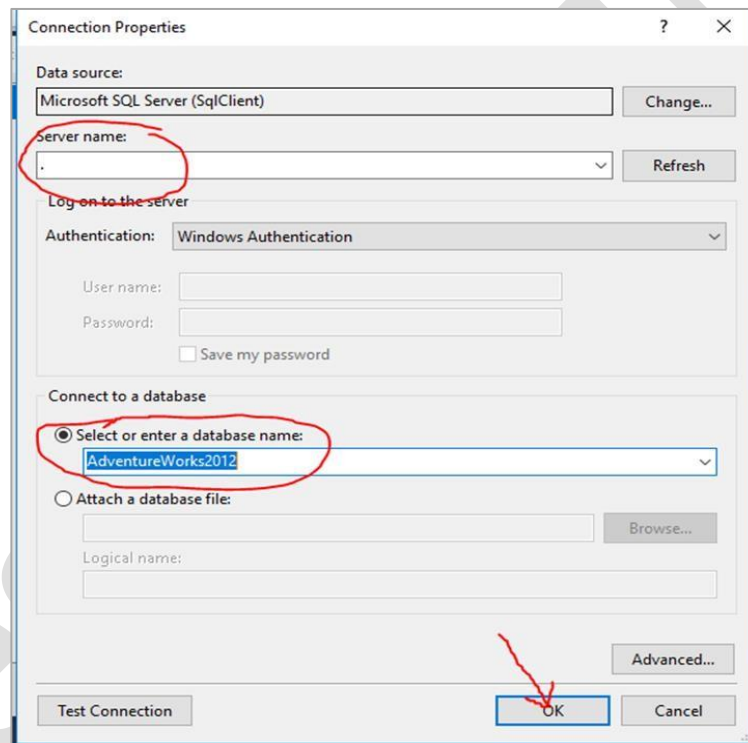 Connection Properties ? X
Data source:
Microsoft SQL Server (SqlClient) Change...
Server name:
. Refresh
Log on to the server
Authentication: Windows Authentication
User name:
Password:
Save my password
Connect to a database
Select or enter a database name:
AdventureWorks2012
Attach a database file:
Browse...
Logical name:
Advanced...
Test Connection OK Cancel